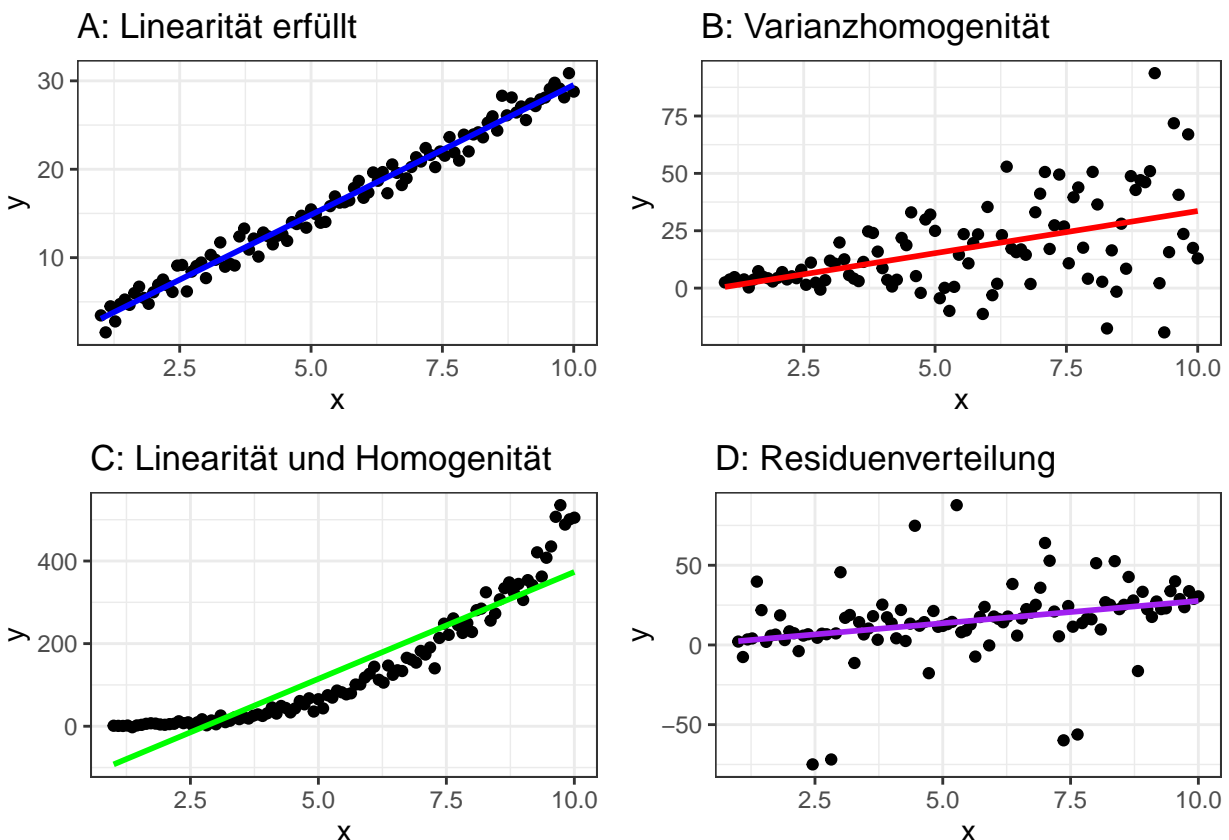 A: Linearität erfüllt
30
20
10
y
2.5 5.0 7.5 10.0
x
B: Varianzhomogenität
75
50
25
0
y
2.5 5.0 7.5 10.0
x
C: Linearität und Homogenität
400
200
0
y
2.5 5.0 7.5 10.0
x
D: Residuenverteilung
50
0
−50
y
2.5 5.0 7.5 10.0
x